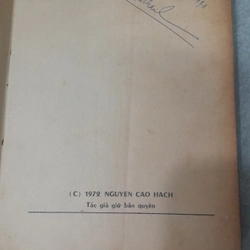 (C) 1972 NGUYEN CAO HACH
Tác giả giữ bản quyền